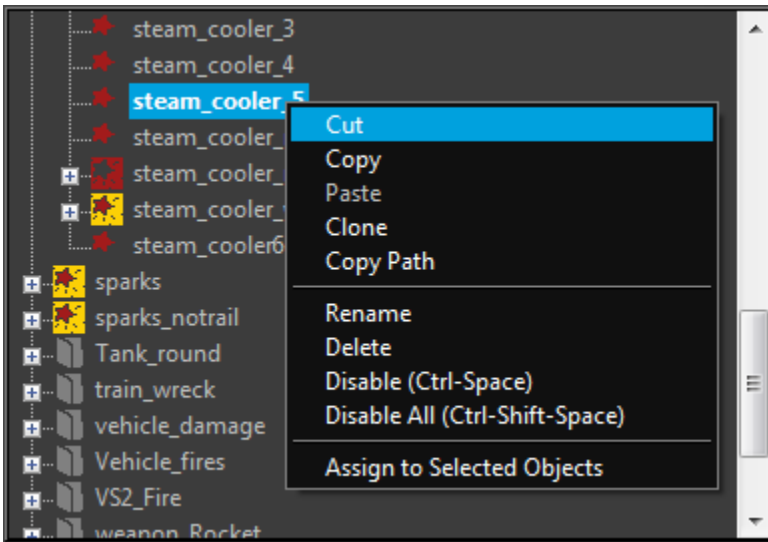 steam_cooler_3
steam_cooler_4
steam_cooler_5
steam_cooler_
steam_cooler_
steam_cooler_
steam_cooler6
sparks
sparks_notrail
Tank_round
train_wreck
vehicle_damage
Vehicle_fires
VS2_Fire
weapon_Rocket
Cut
Copy
Paste
Clone
Copy Path
Rename
Delete
Disable (Ctrl-Space)
Disable All (Ctrl-Shift-Space)
Assign to Selected Objects